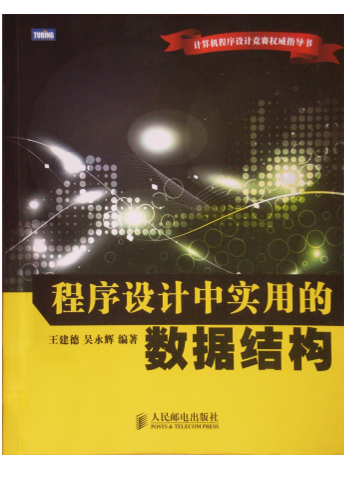 TURING
计算机程序设计竞赛权威指导书
程序设计中实用的
数据结构
王建德 吴永辉 编著
人民邮电出版社
POSTS & TELECOM PRESS